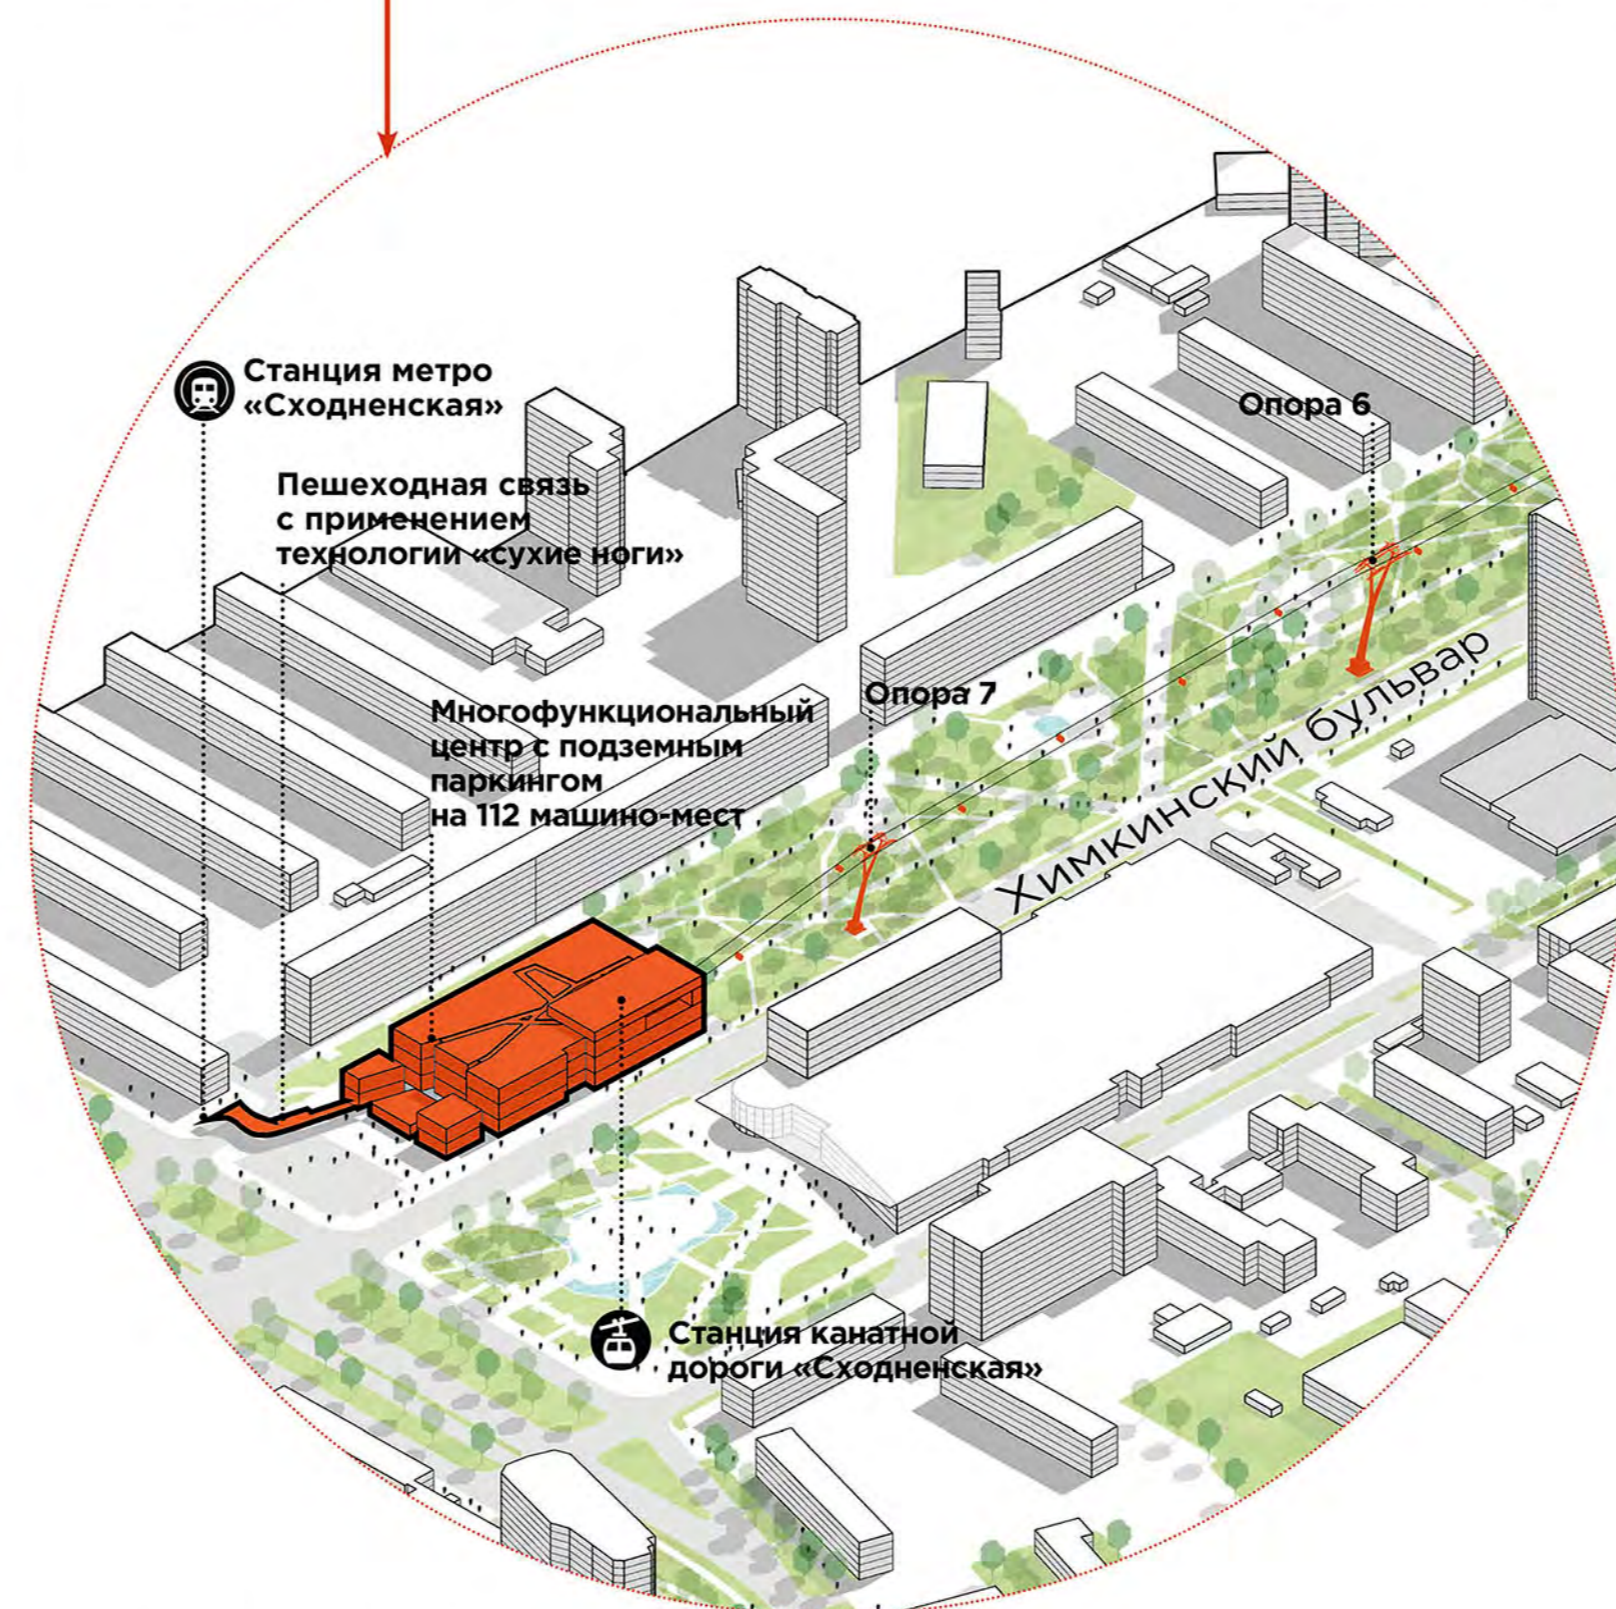 Станция метро
«Сходненская»
Пешеходная связь
с применением
технологии «сухие ноги»
Опора 6
Опора 7
Многофункциональный
центр с подземным
паркингом
на 112 машино-мест
Химкинский бульвар
Станция канатной
дороги «Сходненская»